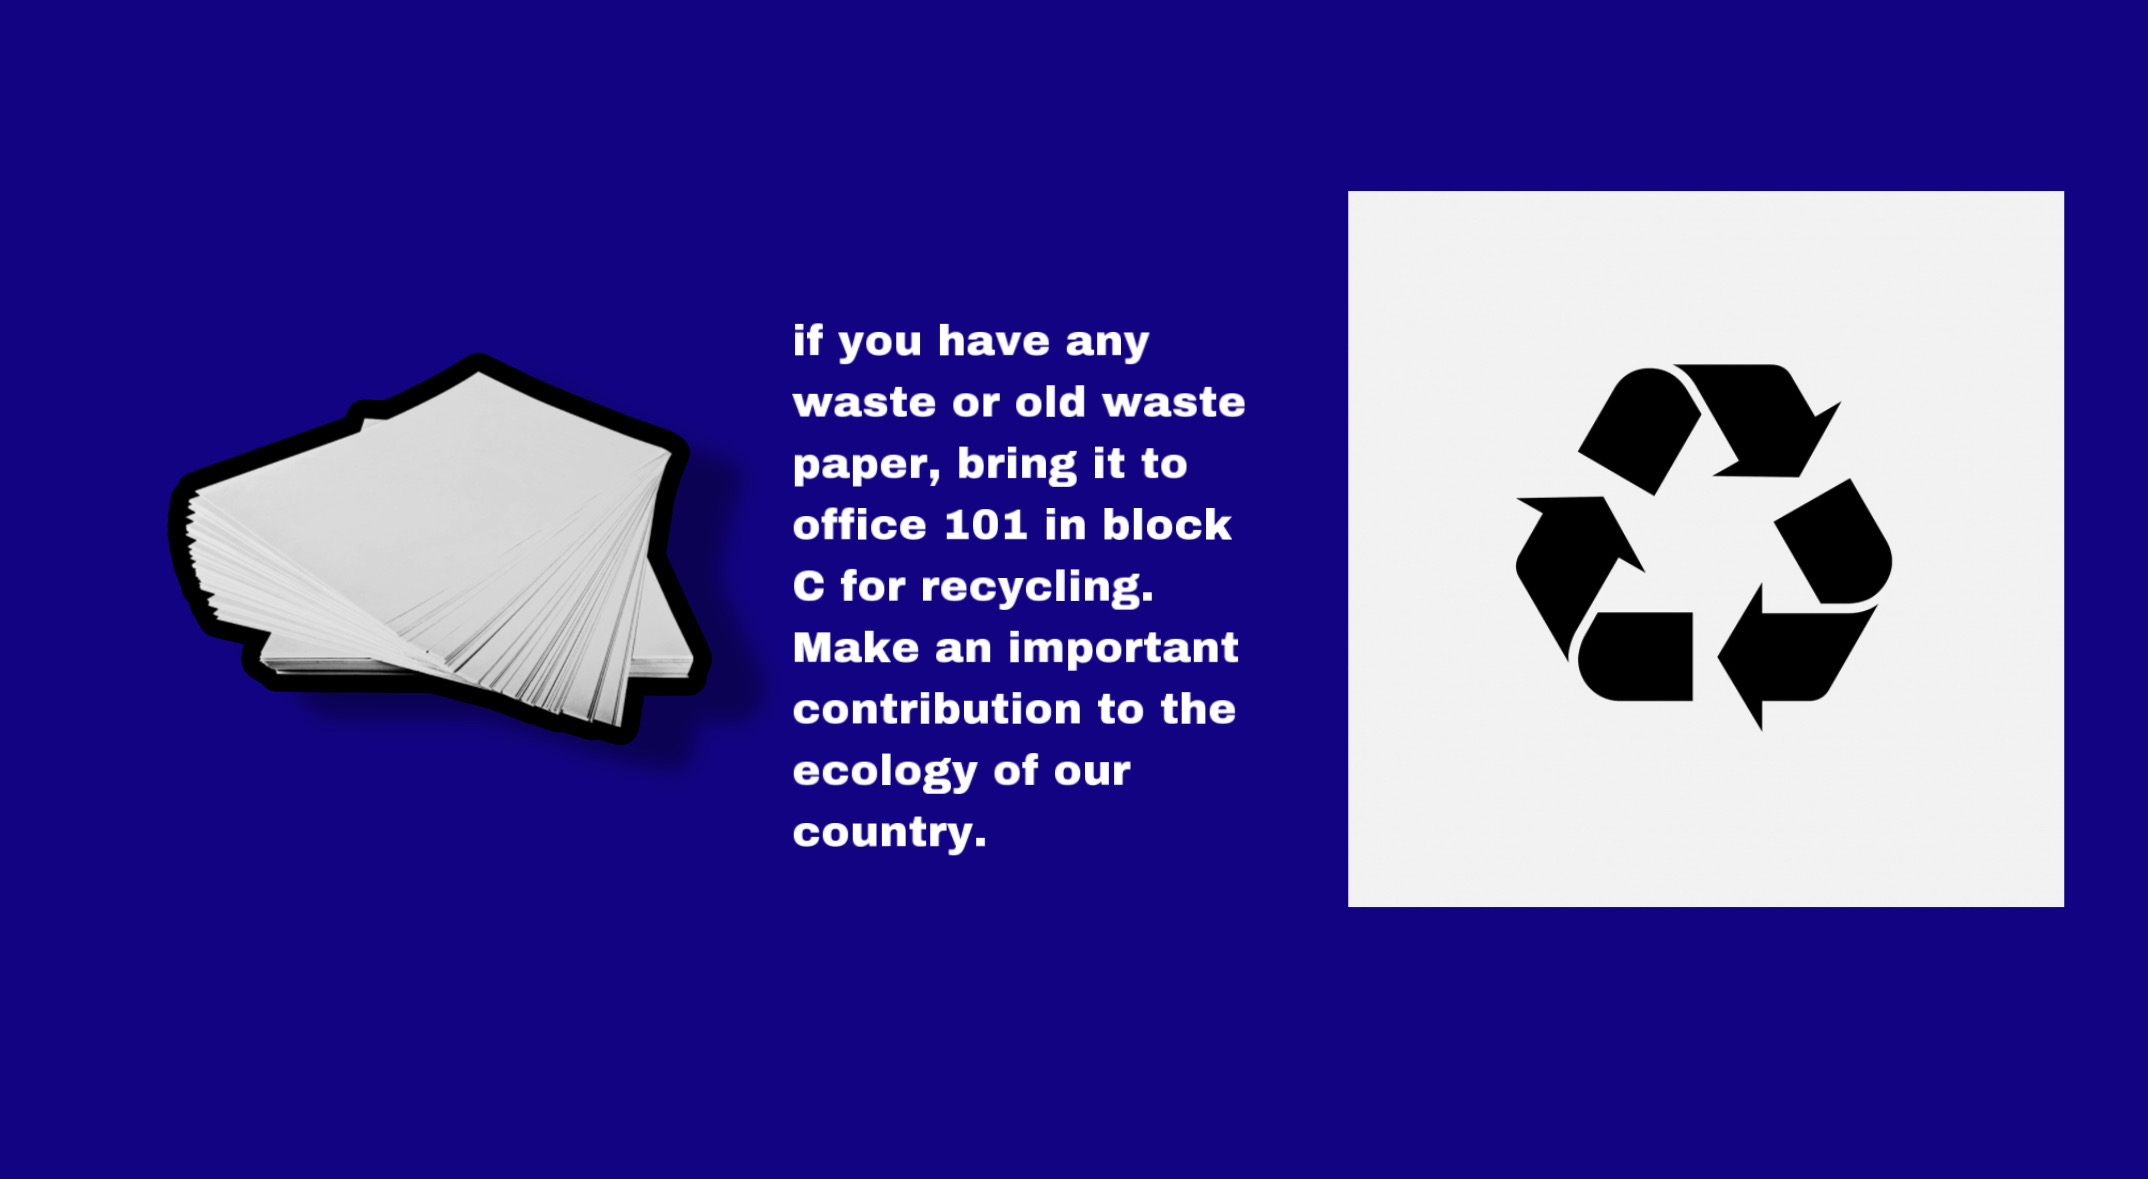 if you have any
waste or old waste
paper, bring it to
office 101 in block
C for recycling.
Make an important
contribution to the
ecology of our
country.